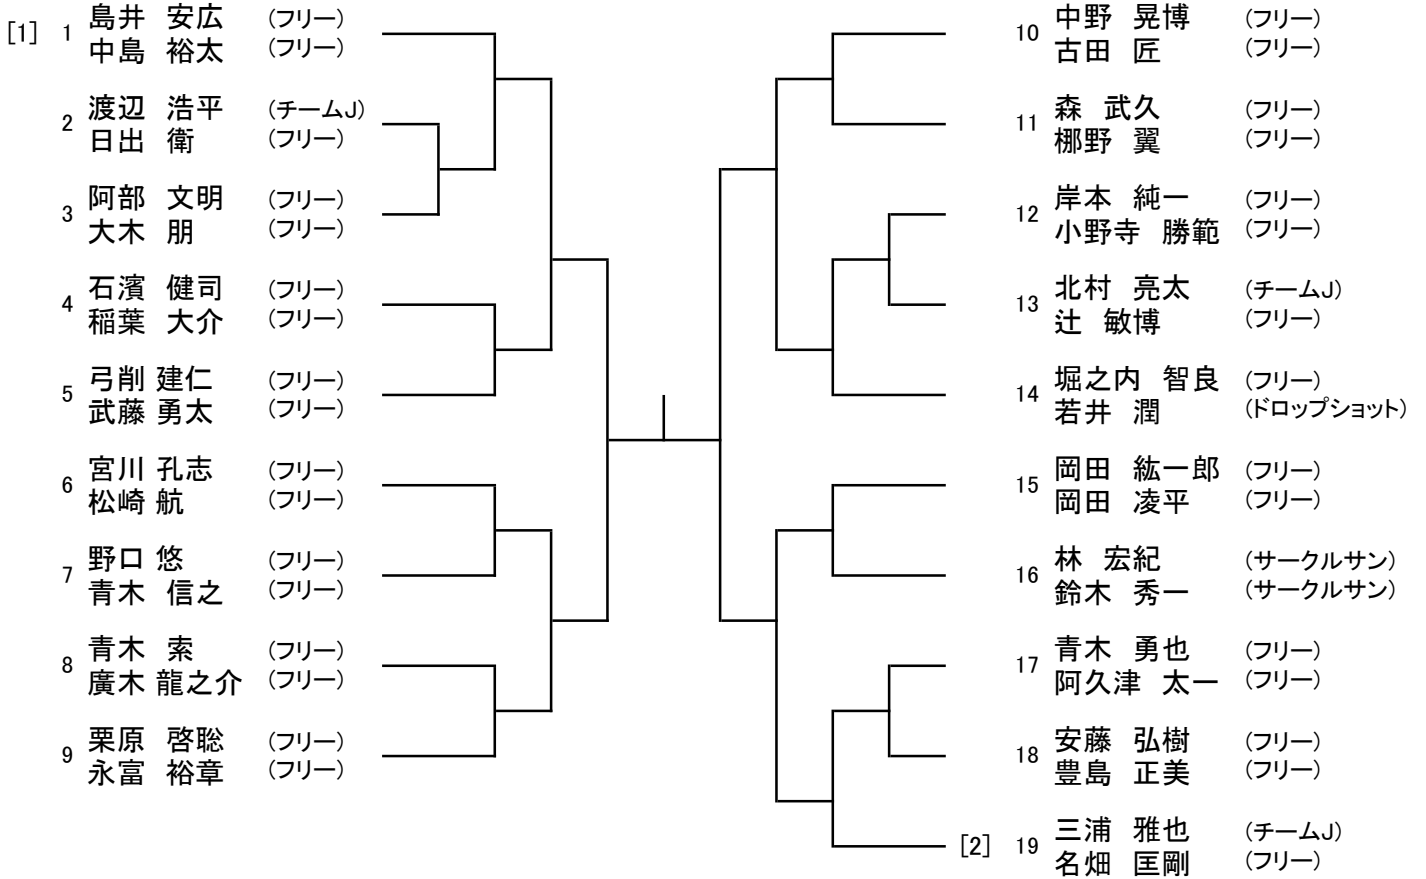 [1] 1 島井 安広 (フリー)
中島 裕太 (フリー)
2 渡辺 浩平 (チームJ)
日出 衛 (フリー)
3 阿部 文明 (フリー)
大木 朋 (フリー)
4 石濱 健司 (フリー)
稲葉 大介 (フリー)
5 弓削 建仁 (フリー)
武藤 勇太 (フリー)
6 宮川 孔志 (フリー)
松崎 航 (フリー)
7 野口 悠 (フリー)
青木 信之 (フリー)
8 青木 索 (フリー)
廣木 龍之介 (フリー)
9 栗原 啓聡 (フリー)
永富 裕章 (フリー)
10 中野 晃博 (フリー)
古田 匠 (フリー)
11 森 武久 (フリー)
梛野 翼 (フリー)
12 岸本 純一 (フリー)
小野寺 勝範 (フリー)
13 北村 亮太 (チームJ)
辻 敏博 (フリー)
14 堀之内 智良 (フリー)
若井 潤 (ドロップショット)
15 岡田 紘一郎 (フリー)
岡田 凌平 (フリー)
16 林 宏紀 (サークルサン)
鈴木 秀一 (サークルサン)
17 青木 勇也 (フリー)
阿久津 太一 (フリー)
18 安藤 弘樹 (フリー)
豊島 正美 (フリー)
[2] 19 三浦 雅也 (チームJ)
名畑 匡剛 (フリー)